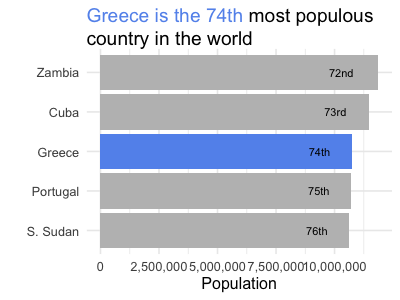 Greece is the 74th most populous
country in the world
Zambia 72nd
Cuba 73rd
Greece 74th
Portugal 75th
S. Sudan 76th
0 2,500,000 5,000,000 7,500,000 10,000,000
Population